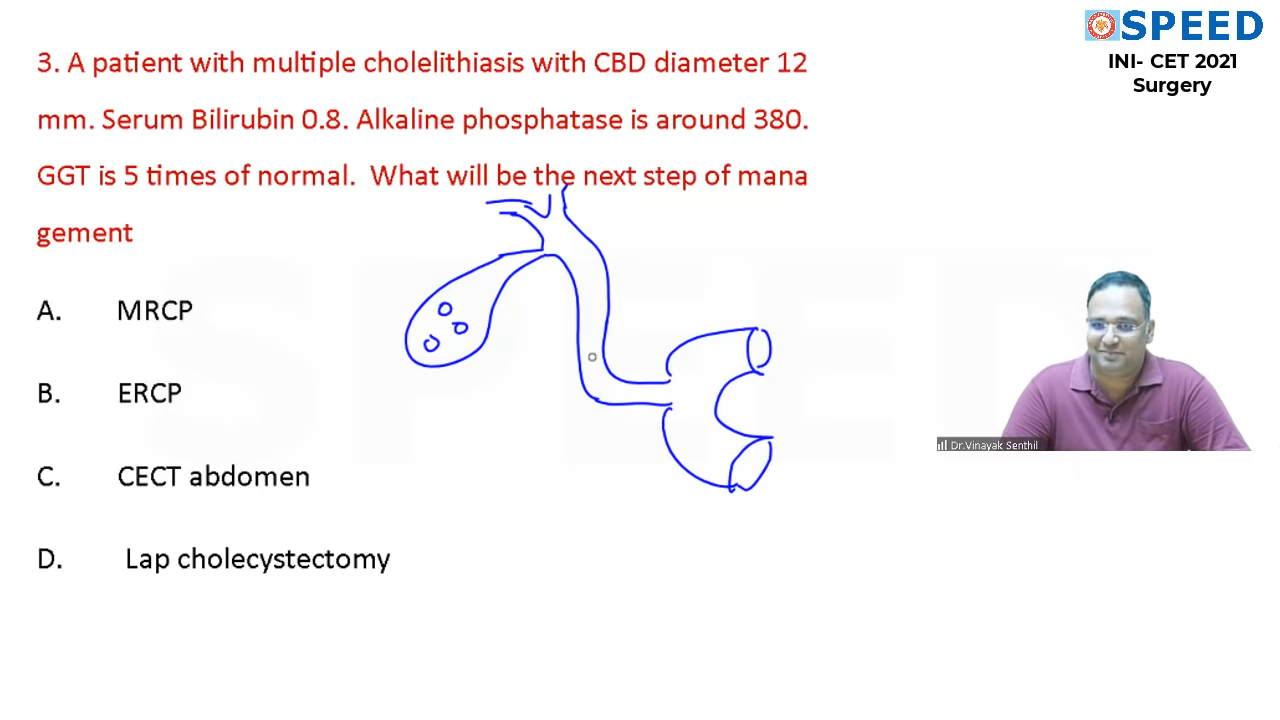 SPEED
INI- CET 2021
Surgery
3. A patient with multiple cholelithiasis with CBD diameter 12
mm. Serum Bilirubin 0.8. Alkaline phosphatase is around 380.
GGT is 5 times of normal.  What will be the next step of mana
gement
A. MRCP
B. ERCP
C. CECT abdomen
D. Lap cholecystectomy
Dr.Vinayak Senthil